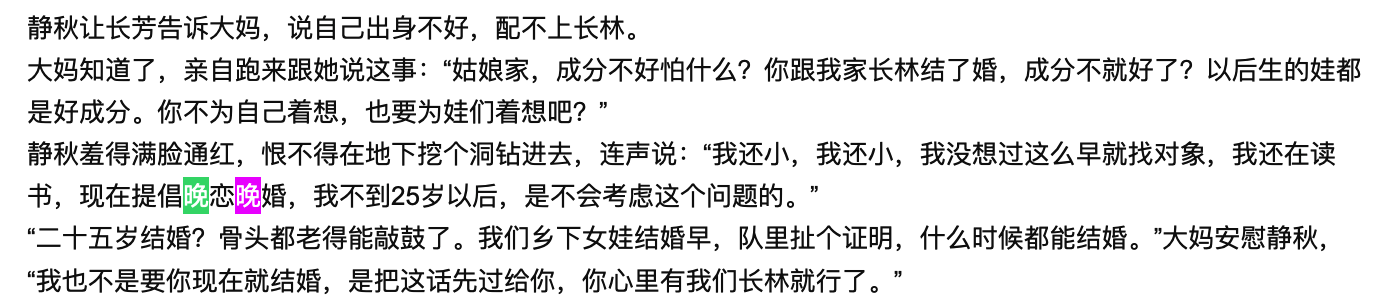 静秋让长芳告诉大妈，说自己出身不好，配不上长林。
大妈知道了，亲自跑来跟她说这事：“姑娘家，成分不好怕什么？你跟我家长林结了婚，成分不就好了？以后生的娃都
是好成分。你不为自己着想，也要为娃们着想吧？”
静秋羞得满脸通红，恨不得在地下挖个洞钻进去，连声说：“我还小，我还小，我没想过这么早就找对象，我还在读
书，现在提倡晚恋晚婚，我不到25岁以后，是不会考虑这个问题的。”
“二十五岁结婚？骨头都老得能敲鼓了。我们乡下女娃结婚早，队里扯个证明，什么时候都能结婚。”大妈安慰静秋，
“我也不是要你现在就结婚，是把这话先过给你，你心里有我们长林就行了。”